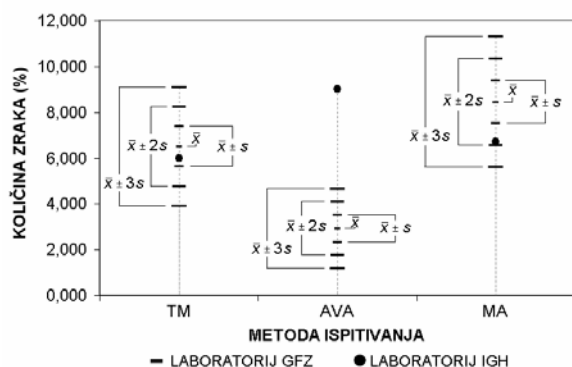 KOLIČINA ZRAKA (%)
12,000
10,000
8,000
6,000
4,000
2,000
0,000
x̄ ± 3s
x̄ ± 2s
x̄
x̄ ± s
x̄ ± 3s
x̄ ± 2s
x̄
x̄ ± s
x̄ ± 3s
x̄ ± 2s
x̄
x̄ ± s
TM AVA MA
METODA ISPITIVANJA
LABORATORIJ GFZ LABORATORIJ IGH